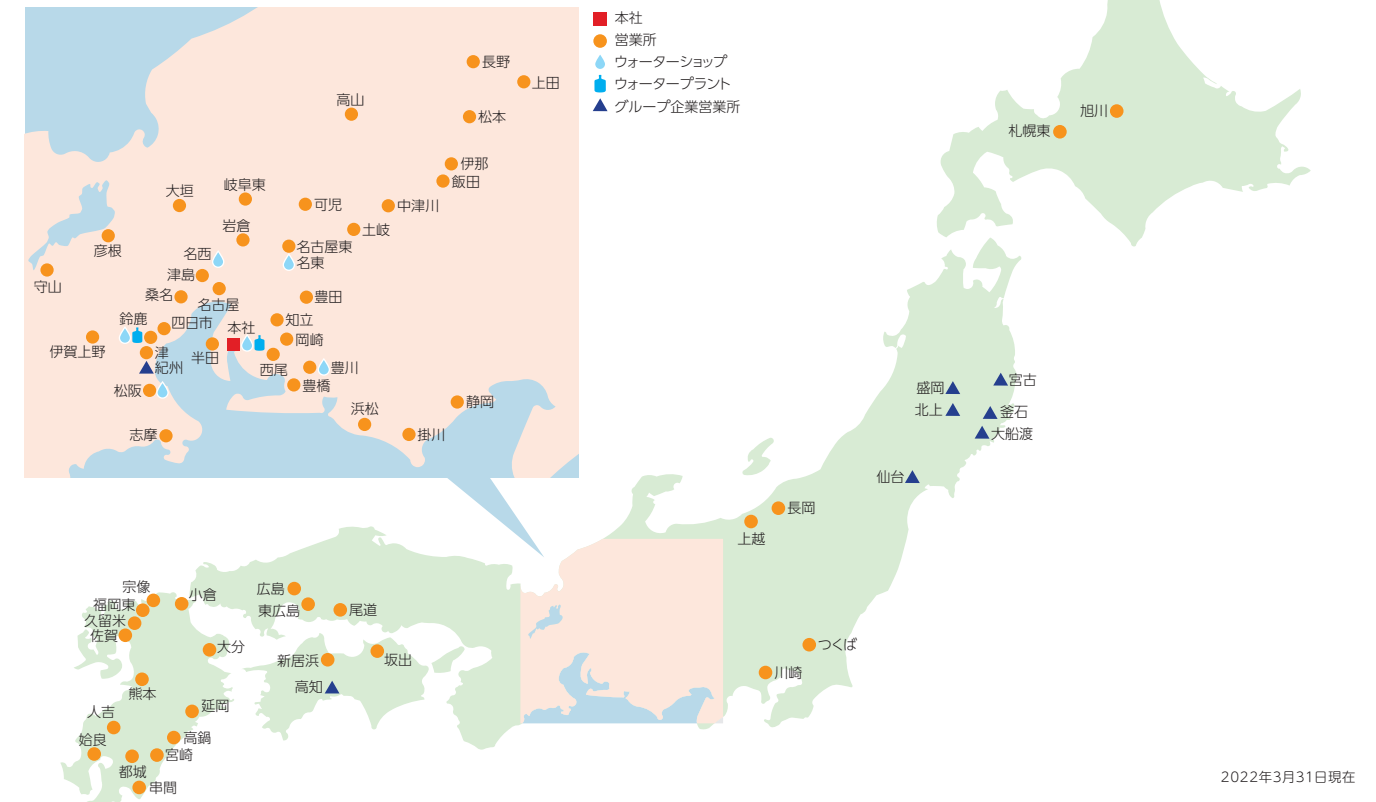 本社
営業所
ウォーターショップ
ウォータープラント
グループ企業営業所
長野
上田
高山
松本
伊那
飯田
大垣
岐阜東
可児
中津川
岩倉
土岐
彦根
名西
名古屋東
名東
守山
津島
桑名
名古屋
豊田
鈴鹿
四日市
本社
知立
岡崎
伊賀上野
津
半田
西尾
紀州
豊川
松阪
豊橋
浜松
静岡
志摩
掛川
旭川
札幌東
盛岡
宮古
北上
釜石
大船渡
仙台
長岡
上越
つくば
川崎
宗像
小倉
福岡東
久留米
佐賀
大分
広島
東広島
尾道
新居浜
坂出
高知
熊本
延岡
人吉
高鍋
姶良
宮崎
都城
串間
2022年3月31日現在